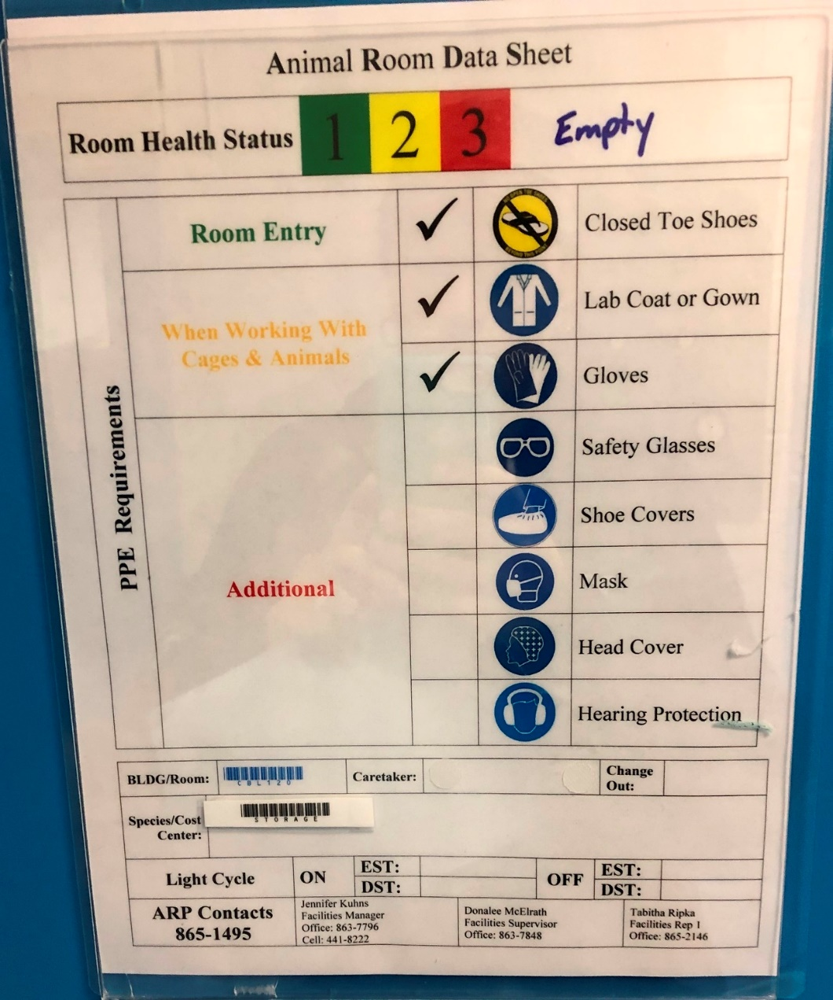 Animal Room Data Sheet
Room Health Status 1 2 3 Empty
PPE Requirements
Room Entry
NO OPEN TOE SHOES
BEYOND THIS POINT
Closed Toe Shoes
When Working With
Cages & Animals
Lab Coat or Gown
Gloves
Additional
Safety Glasses
Shoe Covers
Mask
Head Cover
Hearing Protection
BLDG/Room: CBL120 Caretaker: Change
Out:
Species/Cost
Center: STORAGE
Light Cycle ON EST: OFF EST:
DST: DST:
ARP Contacts
865-1495
Jennifer Kuhns
Facilities Manager
Office: 863-7796
Cell: 441-8222
Donalee McElrath
Facilities Supervisor
Office: 863-7848
Tabitha Ripka
Facilities Rep 1
Office: 865-2146